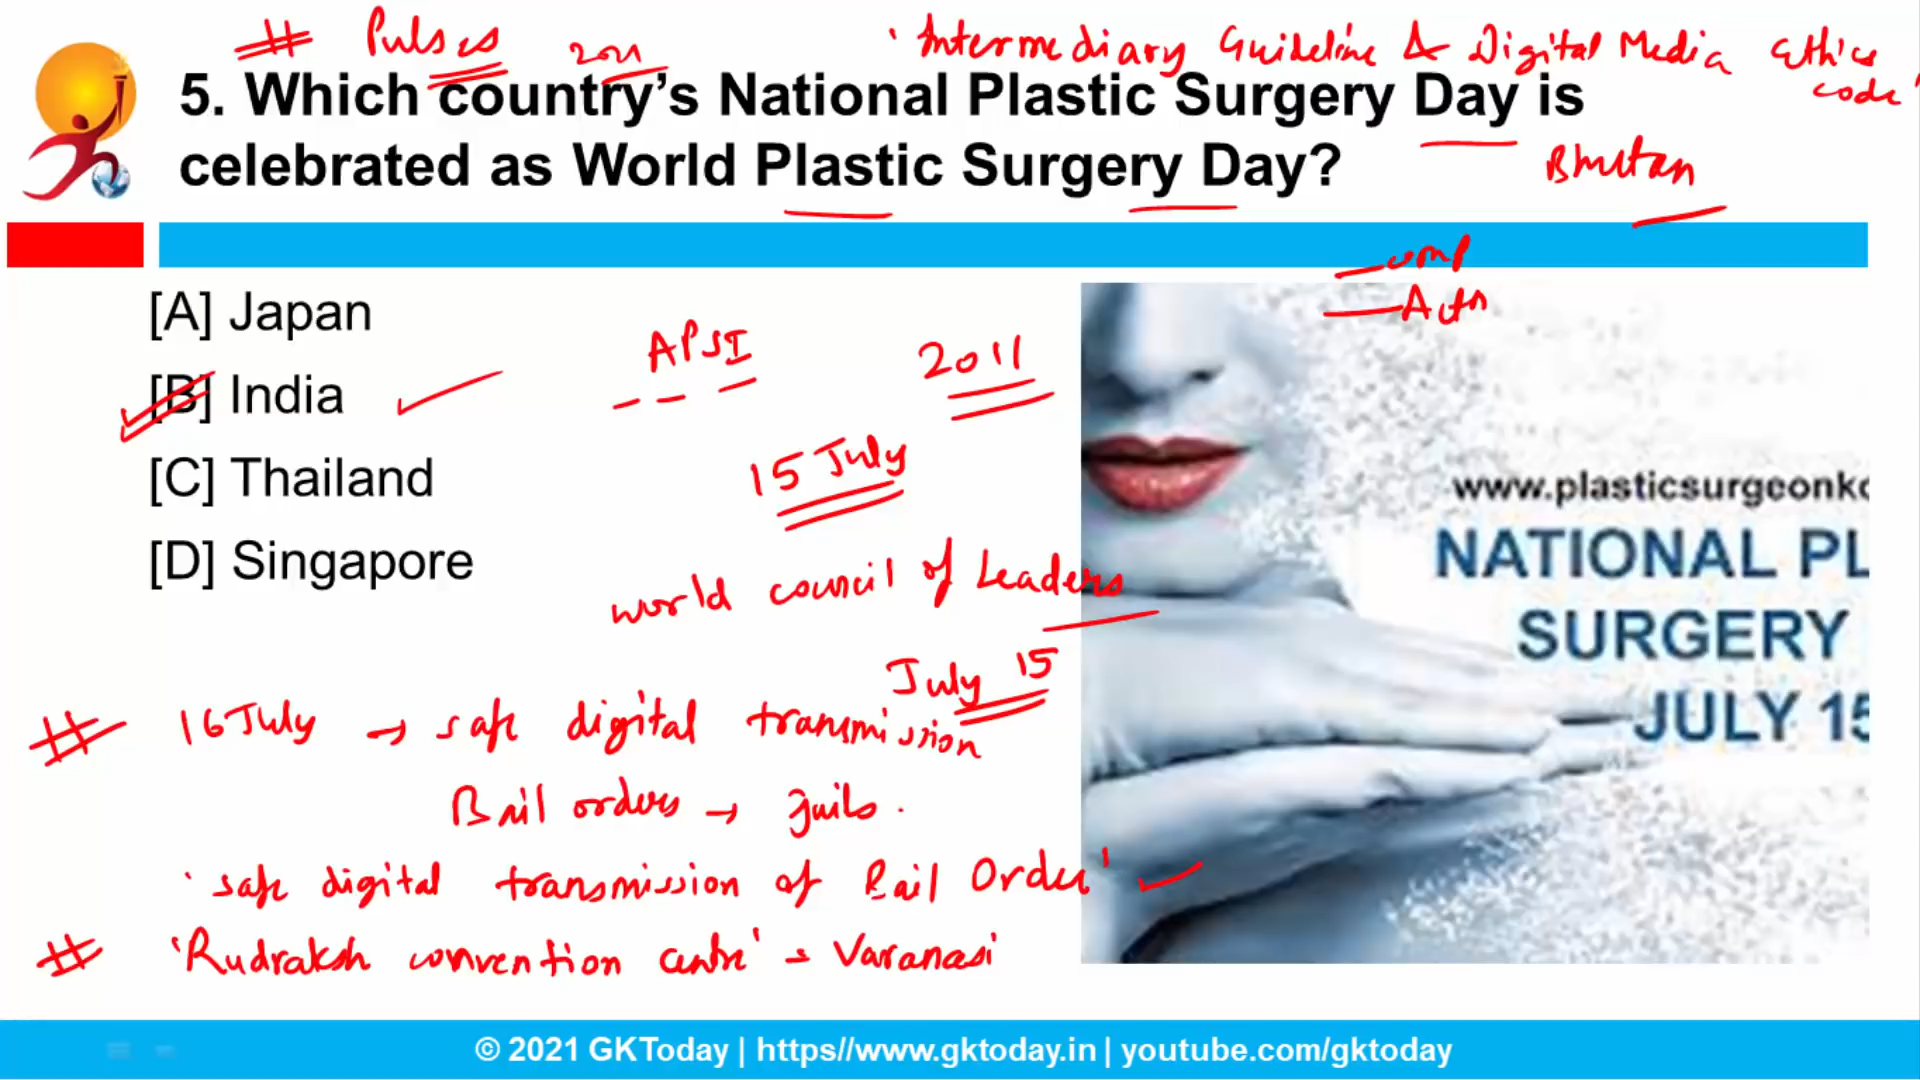 # Pulses 2021 'Intermediary Guideline & Digital Media Ethics code'
5. Which country's National Plastic Surgery Day is
celebrated as World Plastic Surgery Day?
Bhutan
comp
[A] Japan
APSI
2011
[B] India
15 July
[C] Thailand
www.plasticsurgeonko
[D] Singapore
NATIONAL PL
SURGERY
JULY 15
world council of Leaders
July 15
# 16 July → safe digital transmission
Bail orders → Jails.
'safe digital transmission of Bail Order'
# 'Rudraksh convention centre' Varanasi
© 2021 GKToday | https//www.gktoday.in | youtube.com/gktoday